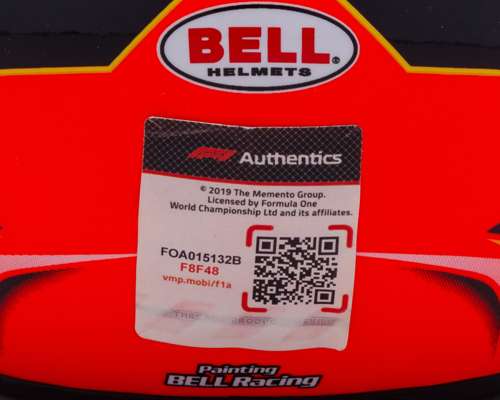 BELL
HELMETS
F1 Authentics
© 2019 The Memento Group.
Licensed by Formula One
World Championship Ltd and its affiliates.
FOA015132B
F8F48
vmp.mobi/f1a
Painting
BELL Racing